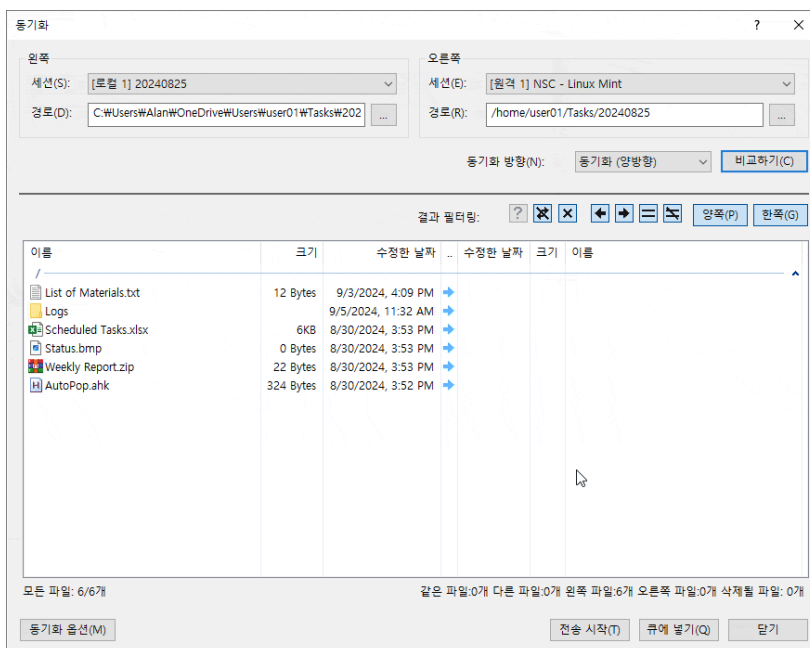 동기화
? ×
왼쪽
세션(S): [로컬 1] 20240825
경로(D): C:₩Users₩Alan₩OneDrive₩Users₩user01₩Tasks₩202 ...
오른쪽
세션(E): [원격 1] NSC - Linux Mint
경로(R): /home/user01/Tasks/20240825 ...
동기화 방향(N): 동기화 (양방향) 비교하기(C)
결과 필터링: ? 양쪽(P) 한쪽(G)
이름 크기 수정한 날짜 .. 수정한 날짜 크기 이름
/
List of Materials.txt 12 Bytes 9/3/2024, 4:09 PM
Logs 9/5/2024, 11:32 AM
Scheduled Tasks.xlsx 6KB 8/30/2024, 3:53 PM
Status.bmp 0 Bytes 8/30/2024, 3:53 PM
Weekly Report.zip 22 Bytes 8/30/2024, 3:53 PM
AutoPop.ahk 324 Bytes 8/30/2024, 3:52 PM
모든 파일: 6/6개 같은 파일:0개 다른 파일:0개 왼쪽 파일:6개 오른쪽 파일:0개 삭제될 파일: 0개
동기화 옵션(M) 전송 시작(T) 큐에 넣기(Q) 닫기